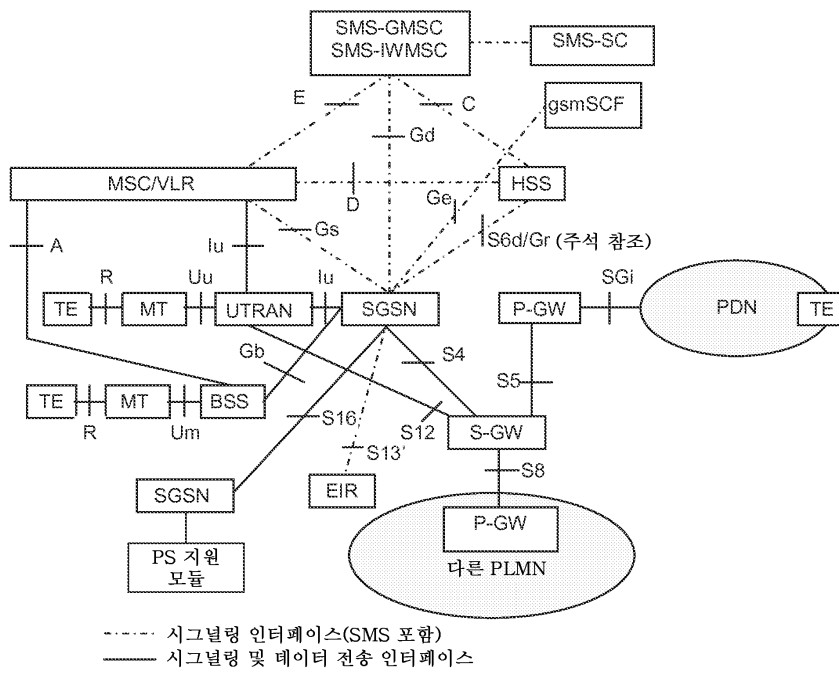 SMS-GMSC
SMS-IWMSC
SMS-SC
E
C
gsmSCF
Gd
MSC/VLR
HSS
D
Ge
Gs
S6d/Gr (주석 참조)
A
Iu
SGi
R
Uu
Iu
TE
MT
UTRAN
SGSN
P-GW
PDN
TE
Gb
S4
S5
TE
MT
BSS
S16
S12
S-GW
R
Um
S13'
S8
SGSN
EIR
P-GW
PS 지원
모듈
다른 PLMN
시그널링 인터페이스(SMS 포함)
시그널링 및 데이터 전송 인터페이스